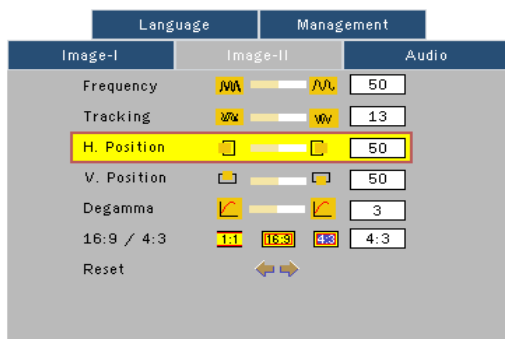 Language Management
Image-I Image-II Audio
Frequency 50
Tracking 13
H. Position 50
V. Position 50
Degamma 3
16:9 / 4:3 1:1 16:9 4:3 4:3
Reset